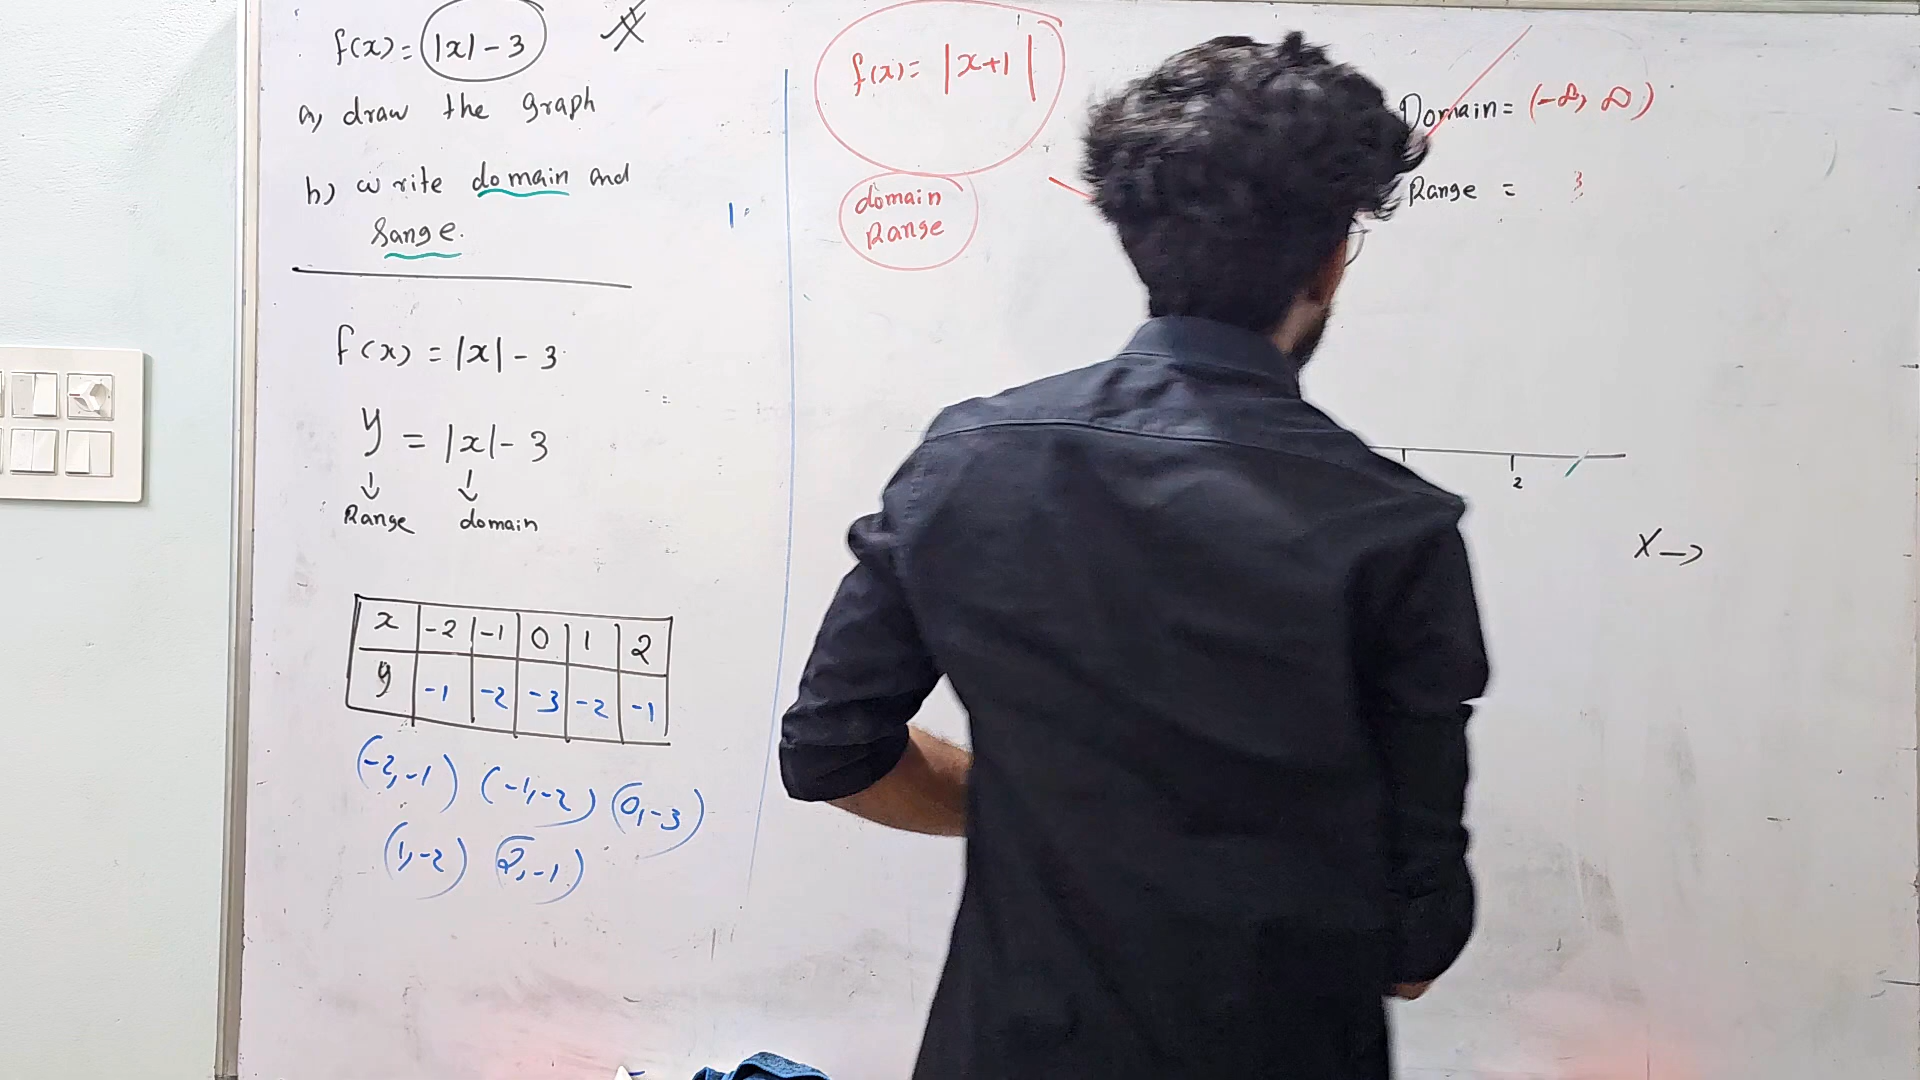 f(x) = |x| - 3
a) draw the graph
b) write domain and
Range.
f(x) = |x| - 3
y = |x| - 3
Range domain
x -2 -1 0 1 2
y -1 -2 -3 -2 -1
(-2,-1) (-1,-2) (0,-3)
(1,-2) (2,-1)
f(x) = |x+1|
domain
Range
Domain = (-∞, ∞)
Range =
2
X →